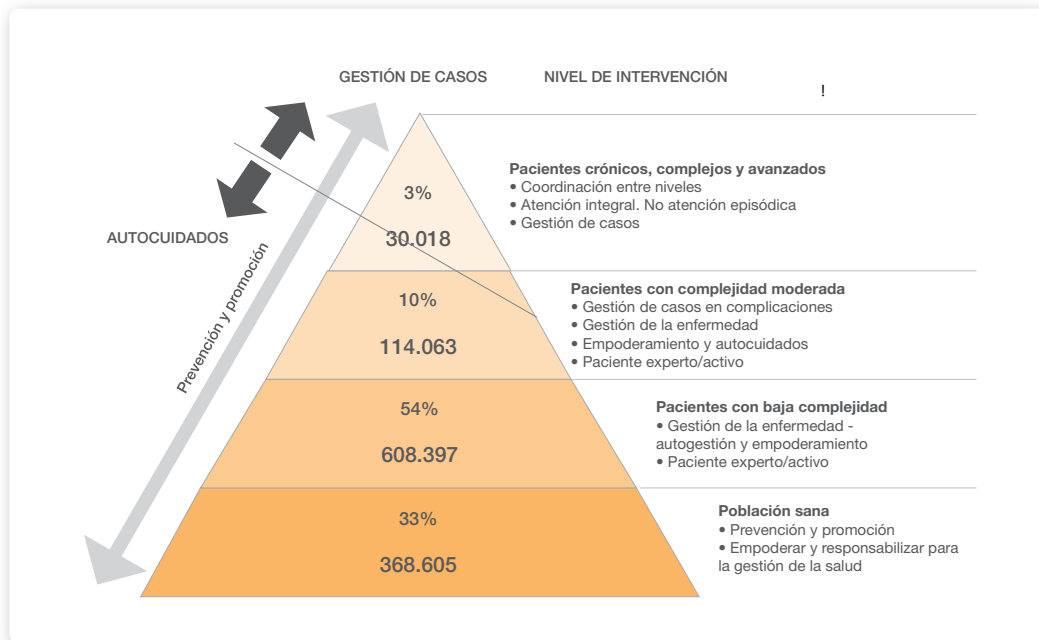 GESTIÓN DE CASOS
NIVEL DE INTERVENCIÓN
!
AUTOCUIDADOS
Prevención y promoción
3%
30.018
Pacientes crónicos, complejos y avanzados
• Coordinación entre niveles
• Atención integral. No atención episódica
• Gestión de casos
10%
114.063
Pacientes con complejidad moderada
• Gestión de casos en complicaciones
• Gestión de la enfermedad
• Empoderamiento y autocuidados
• Paciente experto/activo
54%
608.397
Pacientes con baja complejidad
• Gestión de la enfermedad -
autogestión y empoderamiento
• Paciente experto/activo
33%
368.605
Población sana
• Prevención y promoción
• Empoderar y responsabilizar para
la gestión de la salud